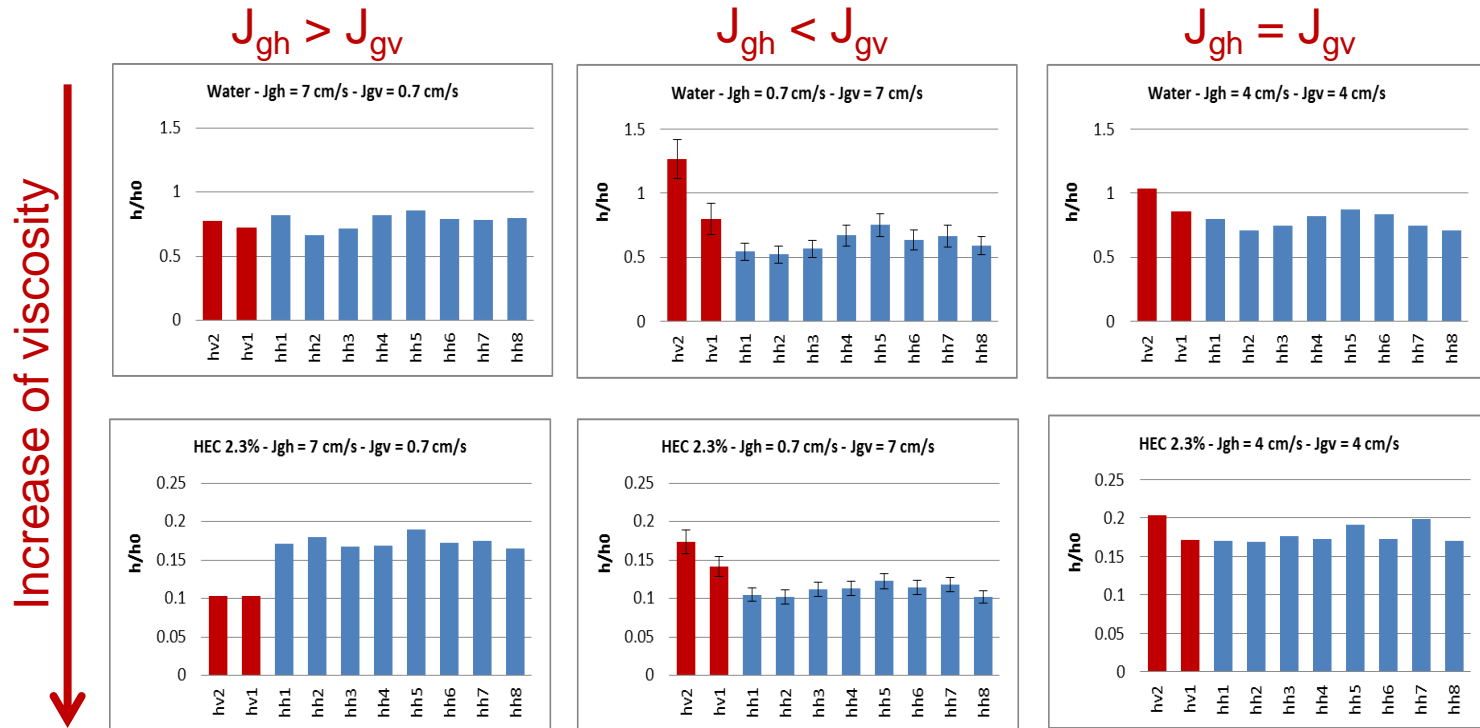 J_gh > J_gv
J_gh < J_gv
J_gh = J_gv
Increase of viscosity
Water - Jgh = 7 cm/s - Jgv = 0.7 cm/s
h/h0
1.5
1
0.5
0
hv2 hv1 hh1 hh2 hh3 hh4 hh5 hh6 hh7 hh8
Water - Jgh = 0.7 cm/s - Jgv = 7 cm/s
h/h0
1.5
1
0.5
0
hv2 hv1 hh1 hh2 hh3 hh4 hh5 hh6 hh7 hh8
Water - Jgh = 4 cm/s - Jgv = 4 cm/s
h/h0
1.5
1
0.5
0
hv2 hv1 hh1 hh2 hh3 hh4 hh5 hh6 hh7 hh8
HEC 2.3% - Jgh = 7 cm/s - Jgv = 0.7 cm/s
h/h0
0.25
0.2
0.15
0.1
0.05
0
hv2 hv1 hh1 hh2 hh3 hh4 hh5 hh6 hh7 hh8
HEC 2.3% - Jgh = 0.7 cm/s - Jgv = 7 cm/s
h/h0
0.25
0.2
0.15
0.1
0.05
0
hv2 hv1 hh1 hh2 hh3 hh4 hh5 hh6 hh7 hh8
HEC 2.3% - Jgh = 4 cm/s - Jgv = 4 cm/s
h/h0
0.25
0.2
0.15
0.1
0.05
0
hv2 hv1 hh1 hh2 hh3 hh4 hh5 hh6 hh7 hh8